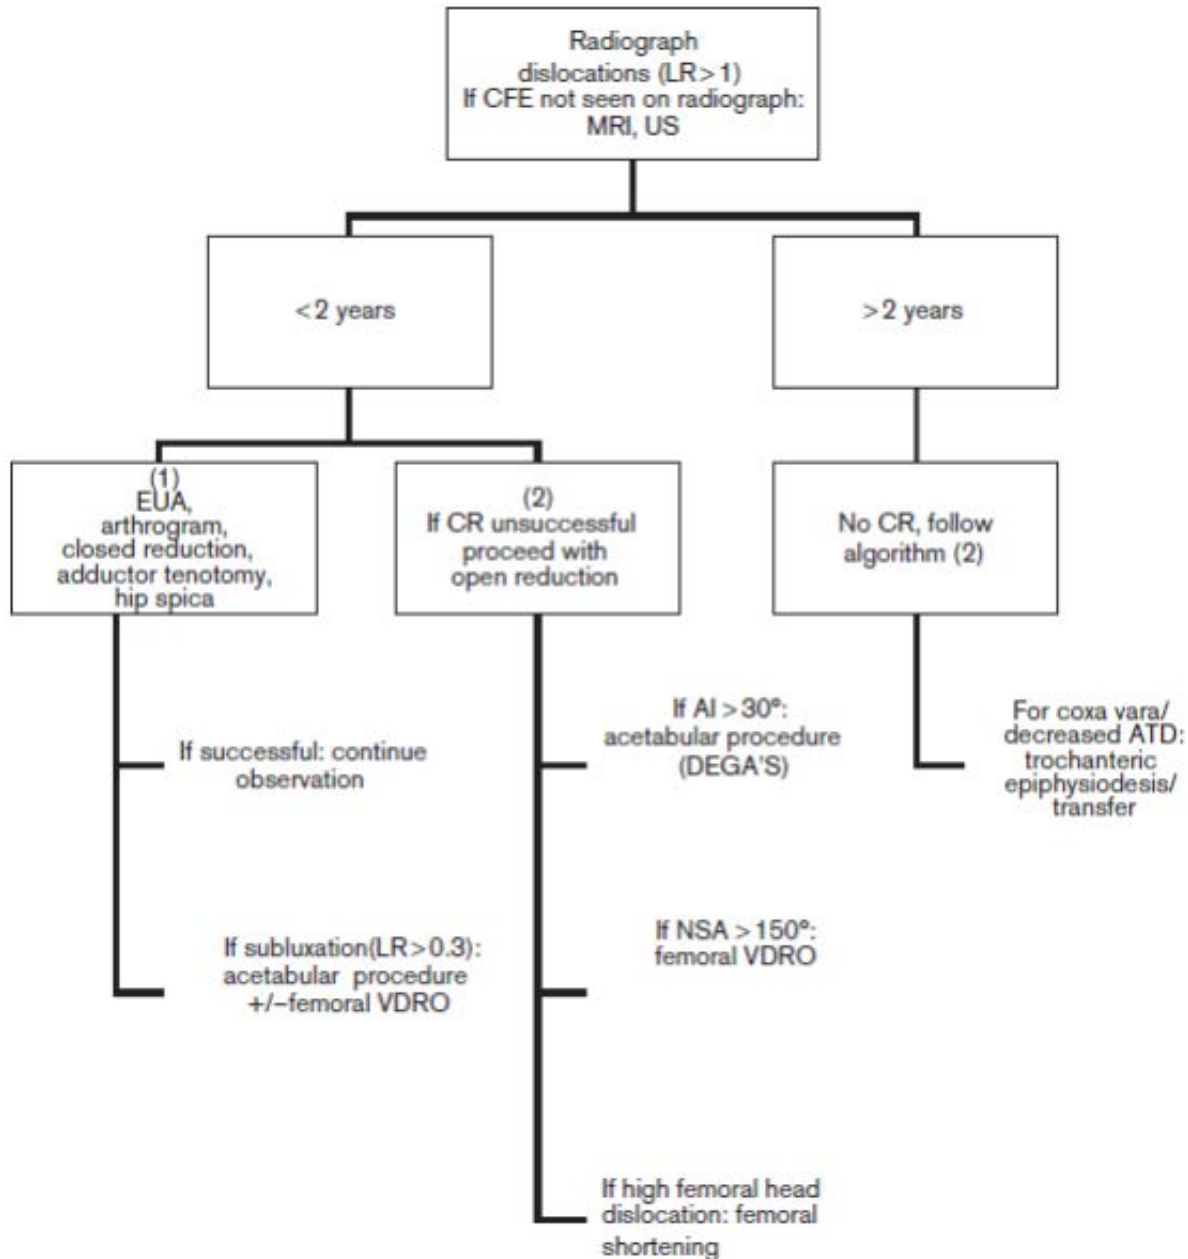 Radiograph
dislocations (LR>1)
If CFE not seen on radiograph:
MRI, US
<2 years
>2 years
(1)
EUA,
arthrogram,
closed reduction,
adductor tenotomy,
hip spica
(2)
If CR unsuccessful
proceed with
open reduction
No CR, follow
algorithm (2)
If successful: continue
observation
If AI >30°:
acetabular procedure
(DEGA'S)
For coxa vara/
decreased ATD:
trochanteric
epiphysiodesis/
transfer
If subluxation(LR>0.3):
acetabular procedure
+/−femoral VDRO
If NSA >150°:
femoral VDRO
If high femoral head
dislocation: femoral
shortening